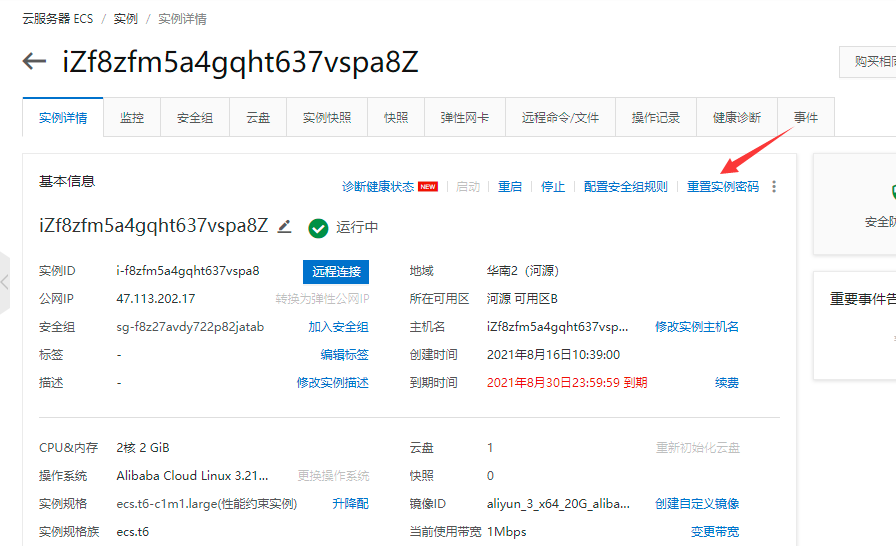 云服务器 ECS / 实例 / 实例详情
iZf8zfm5a4gqht637vspa8Z
购买相同
实例详情 监控 安全组 云盘 实例快照 快照 弹性网卡 远程命令/文件 操作记录 健康诊断 事件
基本信息 诊断健康状态 NEW 启动 重启 停止 配置安全组规则 重置实例密码
iZf8zfm5a4gqht637vspa8Z 运行中
安全防
实例ID i-f8zfm5a4gqht637vspa8 远程连接 地域 华南2（河源）
公网IP 47.113.202.17 转换为弹性公网IP 所在可用区 河源 可用区B
重要事件告
安全组 sg-f8z27avdy722p82jatab 加入安全组 主机名 iZf8zfm5a4gqht637vsp... 修改实例主机名
标签 - 编辑标签 创建时间 2021年8月16日10:39:00
描述 - 修改实例描述 到期时间 2021年8月30日23:59:59 到期 续费
CPU&内存 2核 2 GiB 云盘 1 重新初始化云盘
操作系统 Alibaba Cloud Linux 3.21... 更换操作系统 快照 0
实例规格 ecs.t6-c1m1.large(性能约束实例) 升降配 镜像ID aliyun_3_x64_20G_aliba... 创建自定义镜像
实例规格族 ecs.t6 当前使用带宽 1Mbps 变更带宽